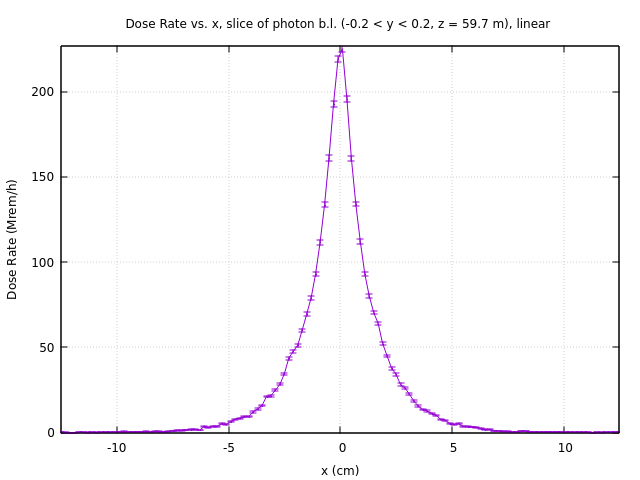 Dose Rate vs. x, slice of photon b.l. (-0.2 < y < 0.2, z = 59.7 m), linear
200
150
100
50
0
Dose Rate (Mrem/h)
-10 -5 0 5 10
x (cm)